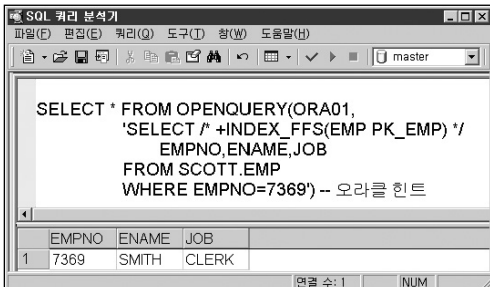 SQL 쿼리 분석기
파일(F) 편집(E) 쿼리(Q) 도구(T) 창(W) 도움말(H)
master
SELECT * FROM OPENQUERY(ORA01,
'SELECT /* +INDEX_FFS(EMP PK_EMP) */
EMPNO,ENAME,JOB
FROM SCOTT.EMP
WHERE EMPNO=7369') -- 오라클 힌트
EMPNO ENAME JOB
1 7369 SMITH CLERK
연결 수: 1 NUM